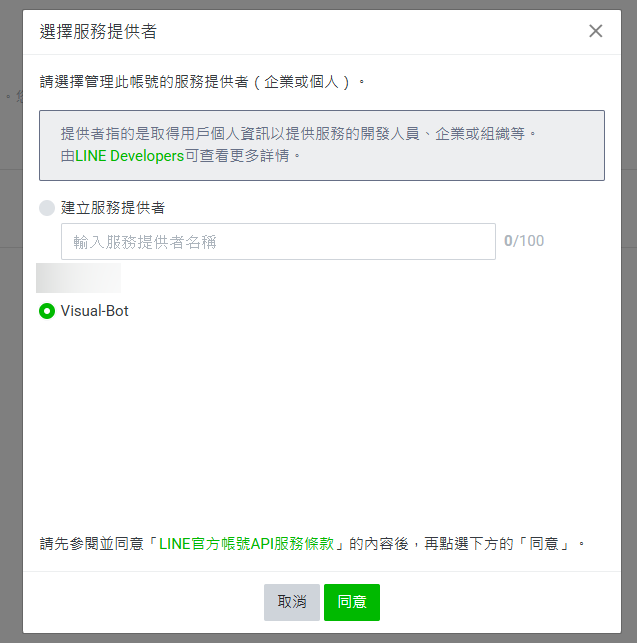 選擇服務提供者
請選擇管理此帳號的服務提供者（企業或個人）。
提供者指的是取得用戶個人資訊以提供服務的開發人員、企業或組織等。
由LINE Developers可查看更多詳情。
建立服務提供者
輸入服務提供者名稱
0/100
Visual-Bot
請先參閱並同意「LINE官方帳號API服務條款」的內容後，再點選下方的「同意」。
取消
同意